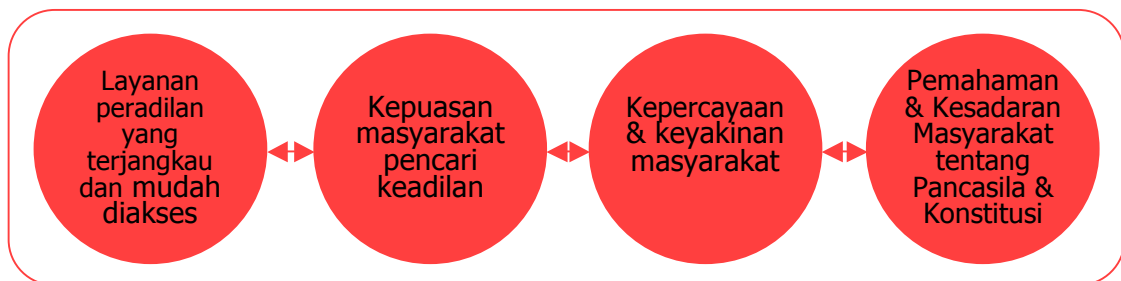 Layanan
peradilan
yang
terjangkau
dan mudah
diakses
Kepuasan
masyarakat
pencari
keadilan
Kepercayaan
& keyakinan
masyarakat
Pemahaman
& Kesadaran
Masyarakat
tentang
Pancasila &
Konstitusi